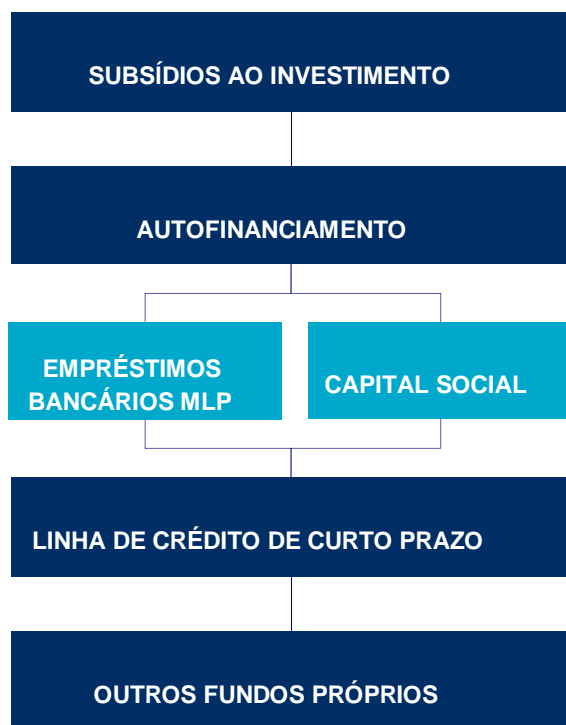 SUBSÍDIOS AO INVESTIMENTO
AUTOFINANCIAMENTO
EMPRÉSTIMOS
BANCÁRIOS MLP
CAPITAL SOCIAL
LINHA DE CRÉDITO DE CURTO PRAZO
OUTROS FUNDOS PRÓPRIOS